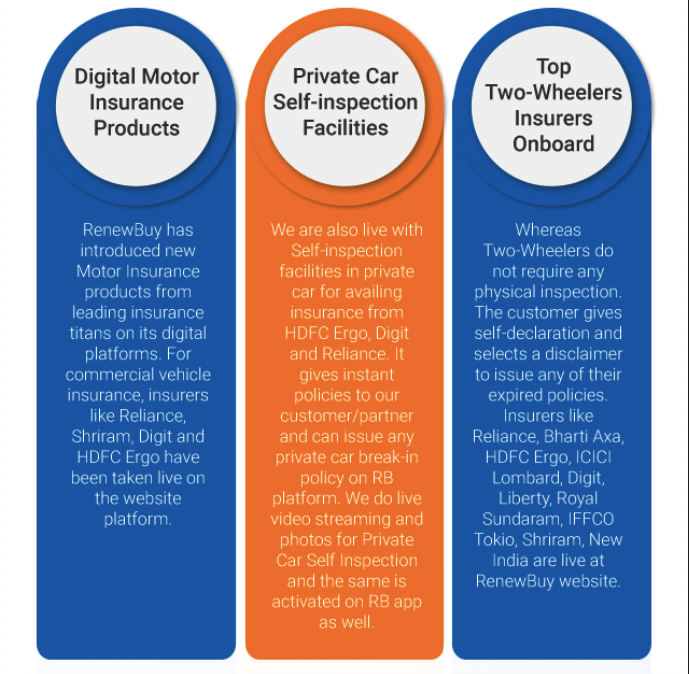 Digital Motor
Insurance
Products
RenewBuy has
introduced new
Motor Insurance
products from
leading insurance
titans on its digital
platforms. For
commercial vehicle
insurance, insurers
like Reliance,
Shriram, Digit and
HDFC Ergo have
been taken live on
the website
platform.
Private Car
Self-inspection
Facilities
We are also live with
Self-inspection
facilities in private
car for availing
insurance from
HDFC Ergo, Digit
and Reliance. It
gives instant
policies to our
customer/partner
and can issue any
private car break-in
policy on RB
platform. We do live
video streaming and
photos for Private
Car Self Inspection
and the same is
activated on RB app
as well.
Top
Two-Wheelers
Insurers
Onboard
Whereas
Two-Wheelers do
not require any
physical inspection.
The customer gives
self-declaration and
selects a disclaimer
to issue any of their
expired policies.
Insurers like
Reliance, Bharti Axa,
HDFC Ergo, ICICI
Lombard, Digit,
Liberty, Royal
Sundaram, IFFCO
Tokio, Shriram, New
India are live at
RenewBuy website.